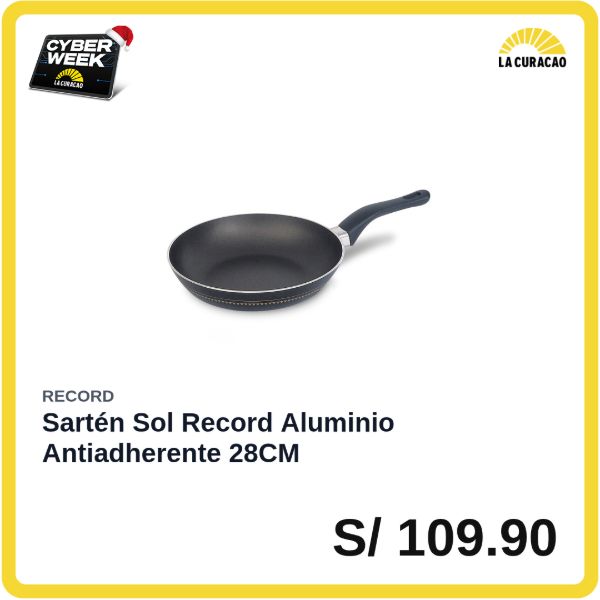 CYBER
WEEK
LA CURACAO
LA CURACAO
RECORD
Sartén Sol Record Aluminio
Antiadherente 28CM
S/ 109.90